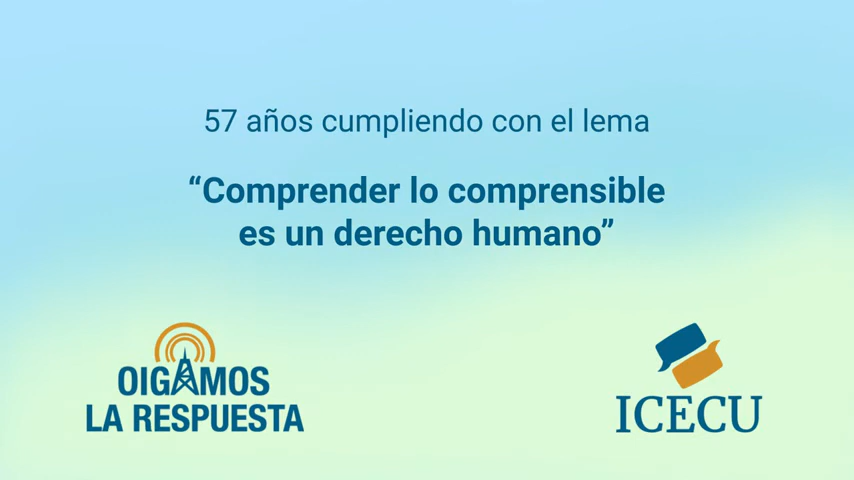 57 años cumpliendo con el lema
“Comprender lo comprensible
es un derecho humano”
OIGAMOS
LA RESPUESTA
ICECU